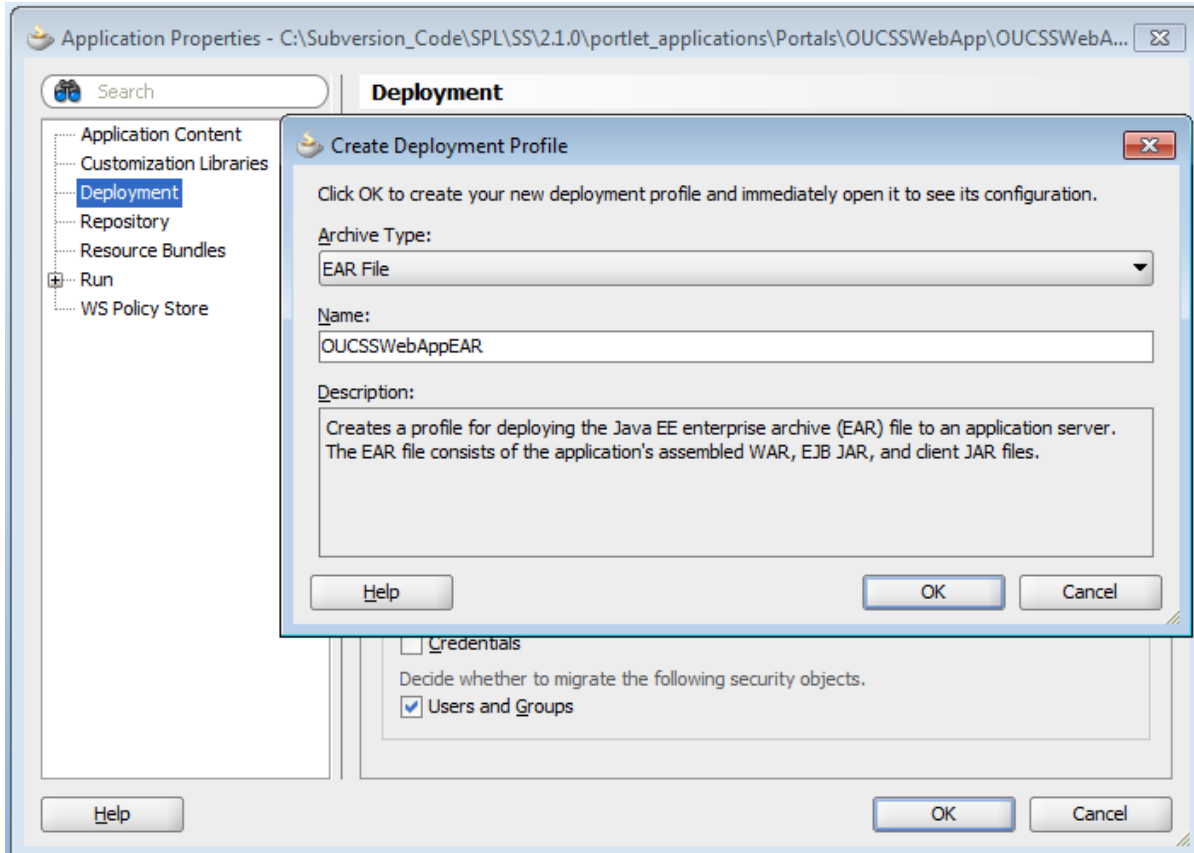 Application Properties - C:\Subversion_Code\SPL\SS\2.1.0\portlet_applications\Portals\OUCSSWebApp\OUCSSWebA...
Search
Application Content
Customization Libraries
Deployment
Repository
Resource Bundles
Run
WS Policy Store
Deployment
Create Deployment Profile
Click OK to create your new deployment profile and immediately open it to see its configuration.
Archive Type:
EAR File
Name:
OUCSSWebAppEAR
Description:
Creates a profile for deploying the Java EE enterprise archive (EAR) file to an application server.
The EAR file consists of the application's assembled WAR, EJB JAR, and client JAR files.
Help
OK
Cancel
Credentials
Decide whether to migrate the following security objects.
Users and Groups
Help
OK
Cancel